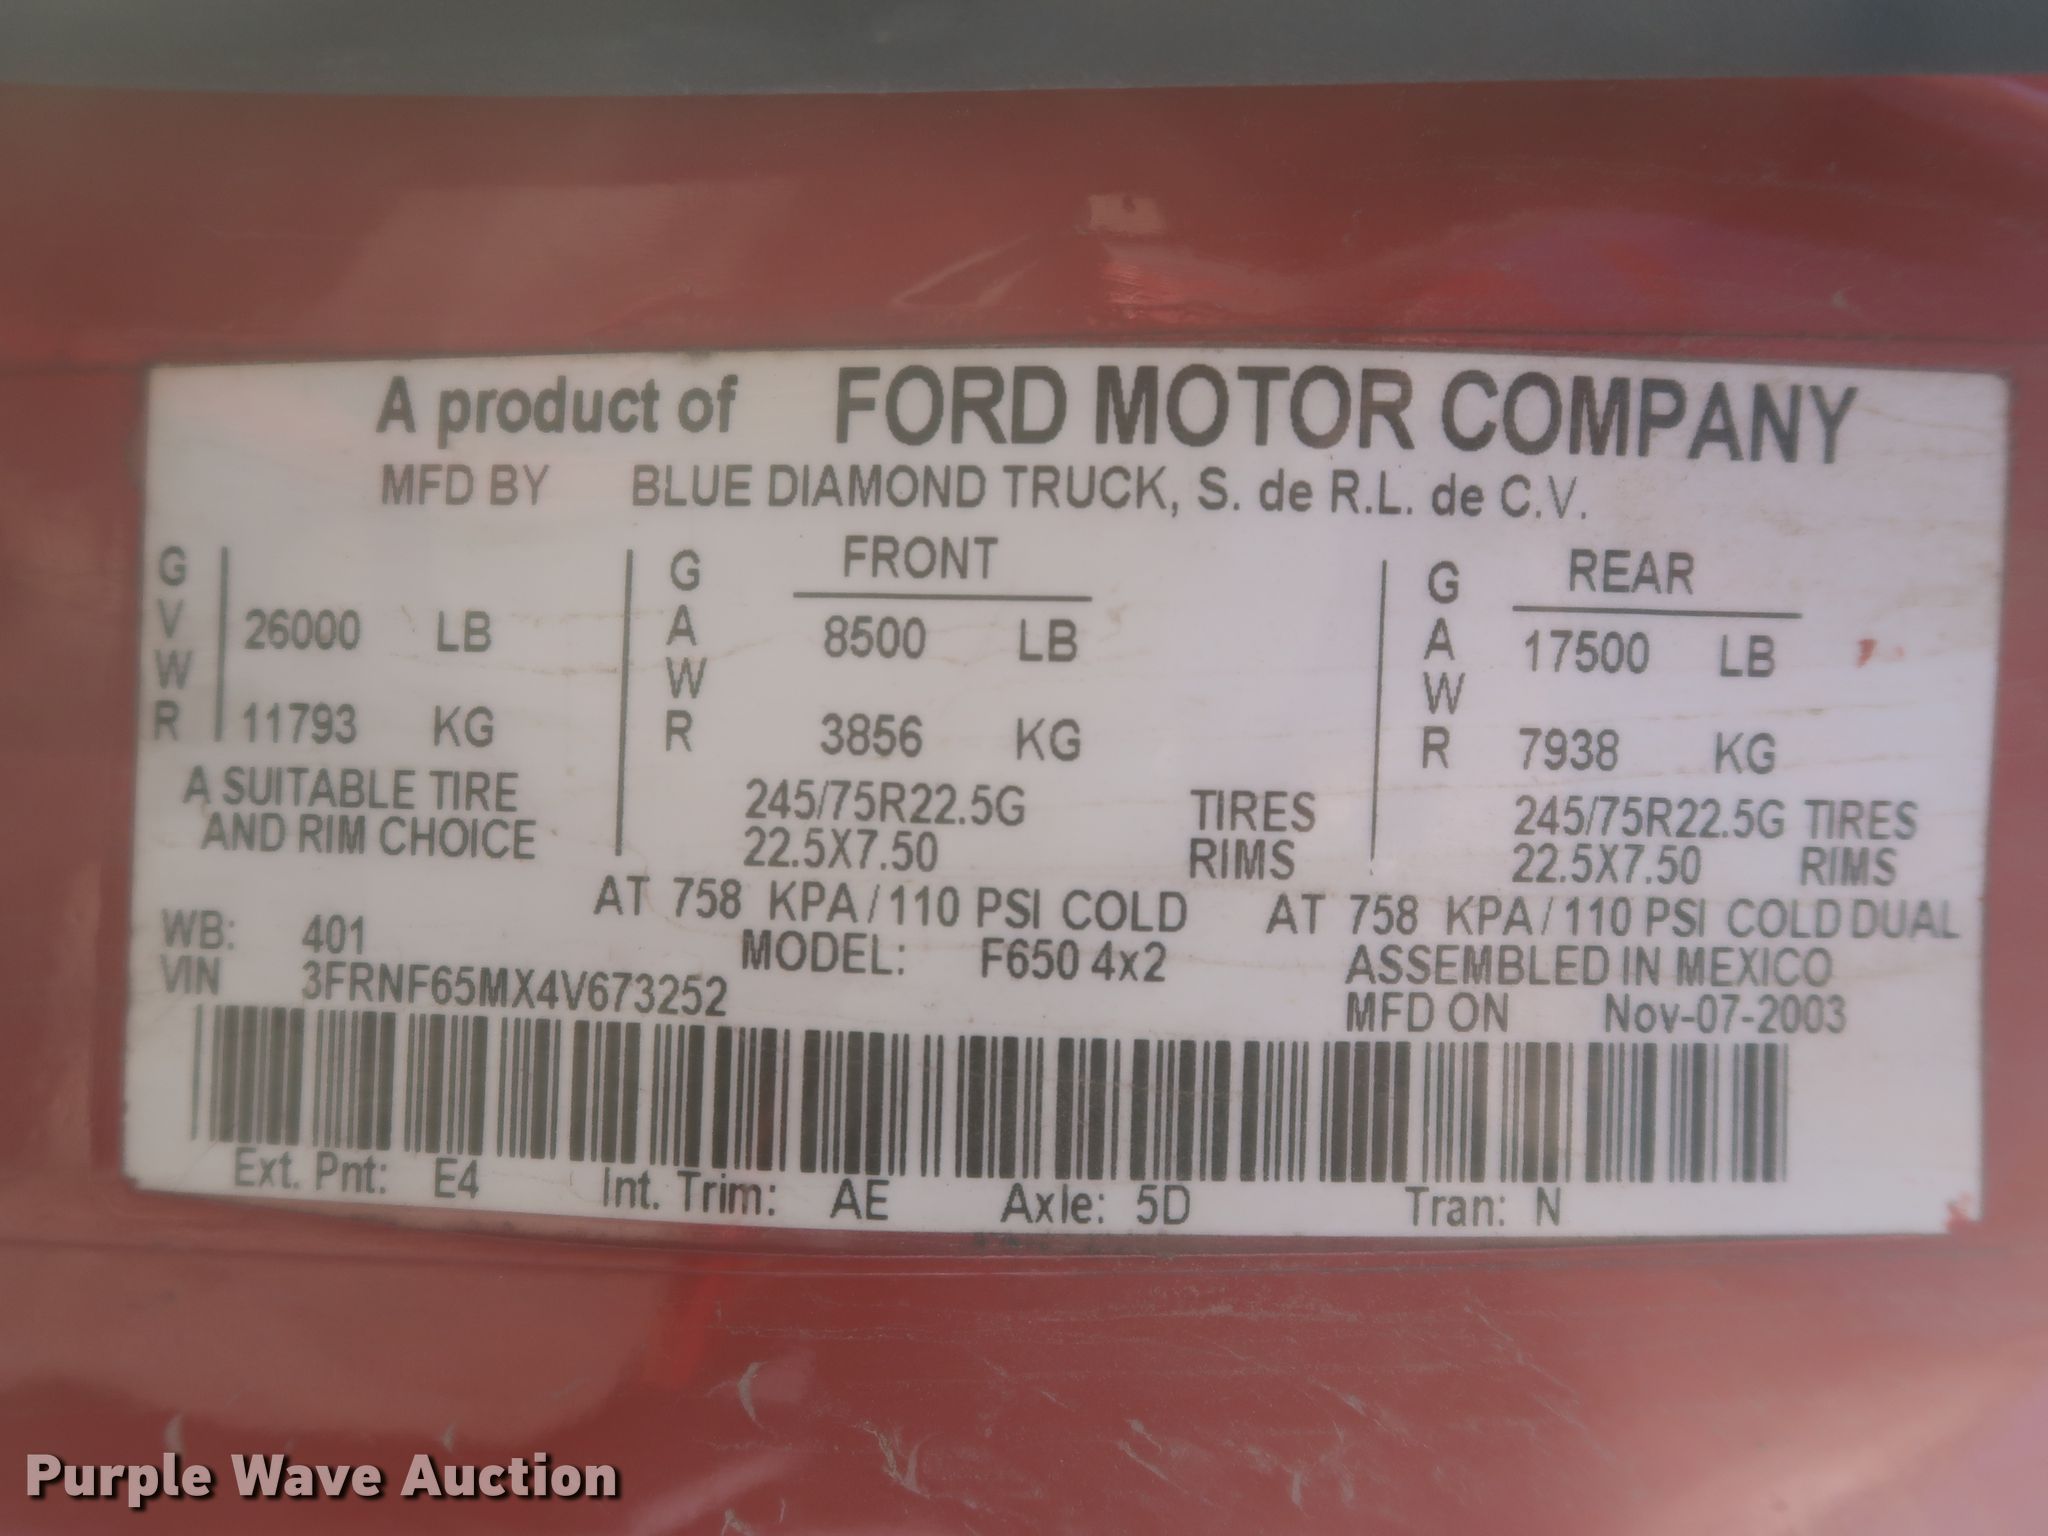 A product of FORD MOTOR COMPANY
MFD BY BLUE DIAMOND TRUCK, S. de R.L. de C.V.
GVWR 26000 LB 11793 KG
GAWR FRONT 8500 LB 3856 KG
GAWR REAR 17500 LB 7938 KG
A SUITABLE TIRE
AND RIM CHOICE
245/75R22.5G TIRES 245/75R22.5G TIRES
22.5X7.50 RIMS 22.5X7.50 RIMS
AT 758 KPA/110 PSI COLD AT 758 KPA/110 PSI COLD DUAL
WB: 401 MODEL: F650 4x2 ASSEMBLED IN MEXICO
VIN 3FRNF65MX4V673252 MFD ON Nov-07-2003
Ext. Pnt: E4 Int. Trim: AE Axle: 5D Tran: N
Purple Wave Auction